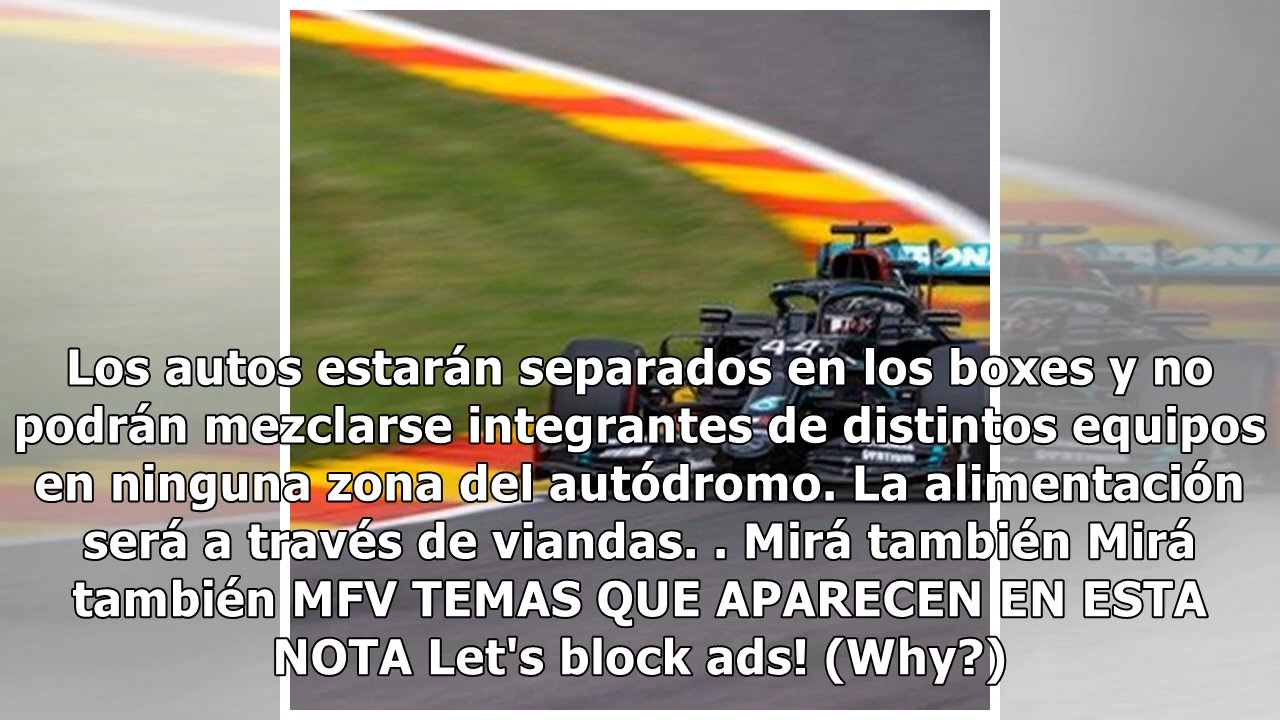 Los autos estarán separados en los boxes y no
podrán mezclarse integrantes de distintos equipos
en ninguna zona del autódromo. La alimentación
será a través de viandas. . Mirá también Mirá
también MFV TEMAS QUE APARECEN EN ESTA
NOTA Let's block ads! (Why?)
44